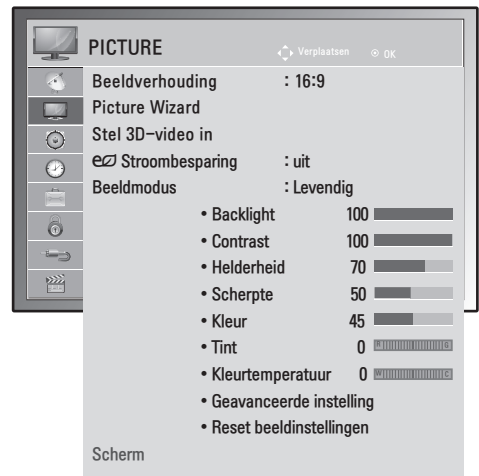 PICTURE Verplaatsen OK
Beeldverhouding : 16:9
Picture Wizard
Stel 3D-video in
e Stroombesparing : uit
Beeldmodus : Levendig
• Backlight 100
• Contrast 100
• Helderheid 70
• Scherpte 50
• Kleur 45
• Tint 0 R G
• Kleurtemperatuur 0 W C
• Geavanceerde instelling
• Reset beeldinstellingen
Scherm